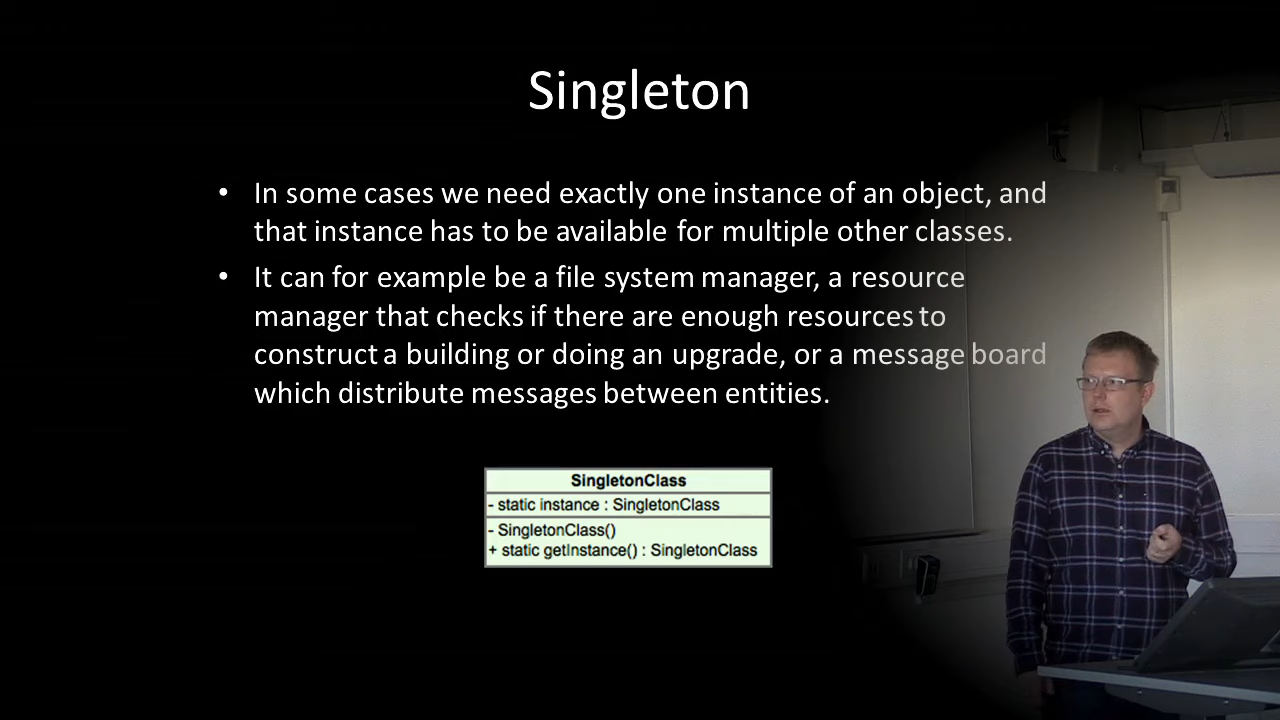 Singleton
• In some cases we need exactly one instance of an object, and
that instance has to be available for multiple other classes.
• It can for example be a file system manager, a resource
manager that checks if there are enough resources to
construct a building or doing an upgrade, or a message board
which distribute messages between entities.
SingletonClass
- static instance : SingletonClass
- SingletonClass()
+ static getInstance() : SingletonClass